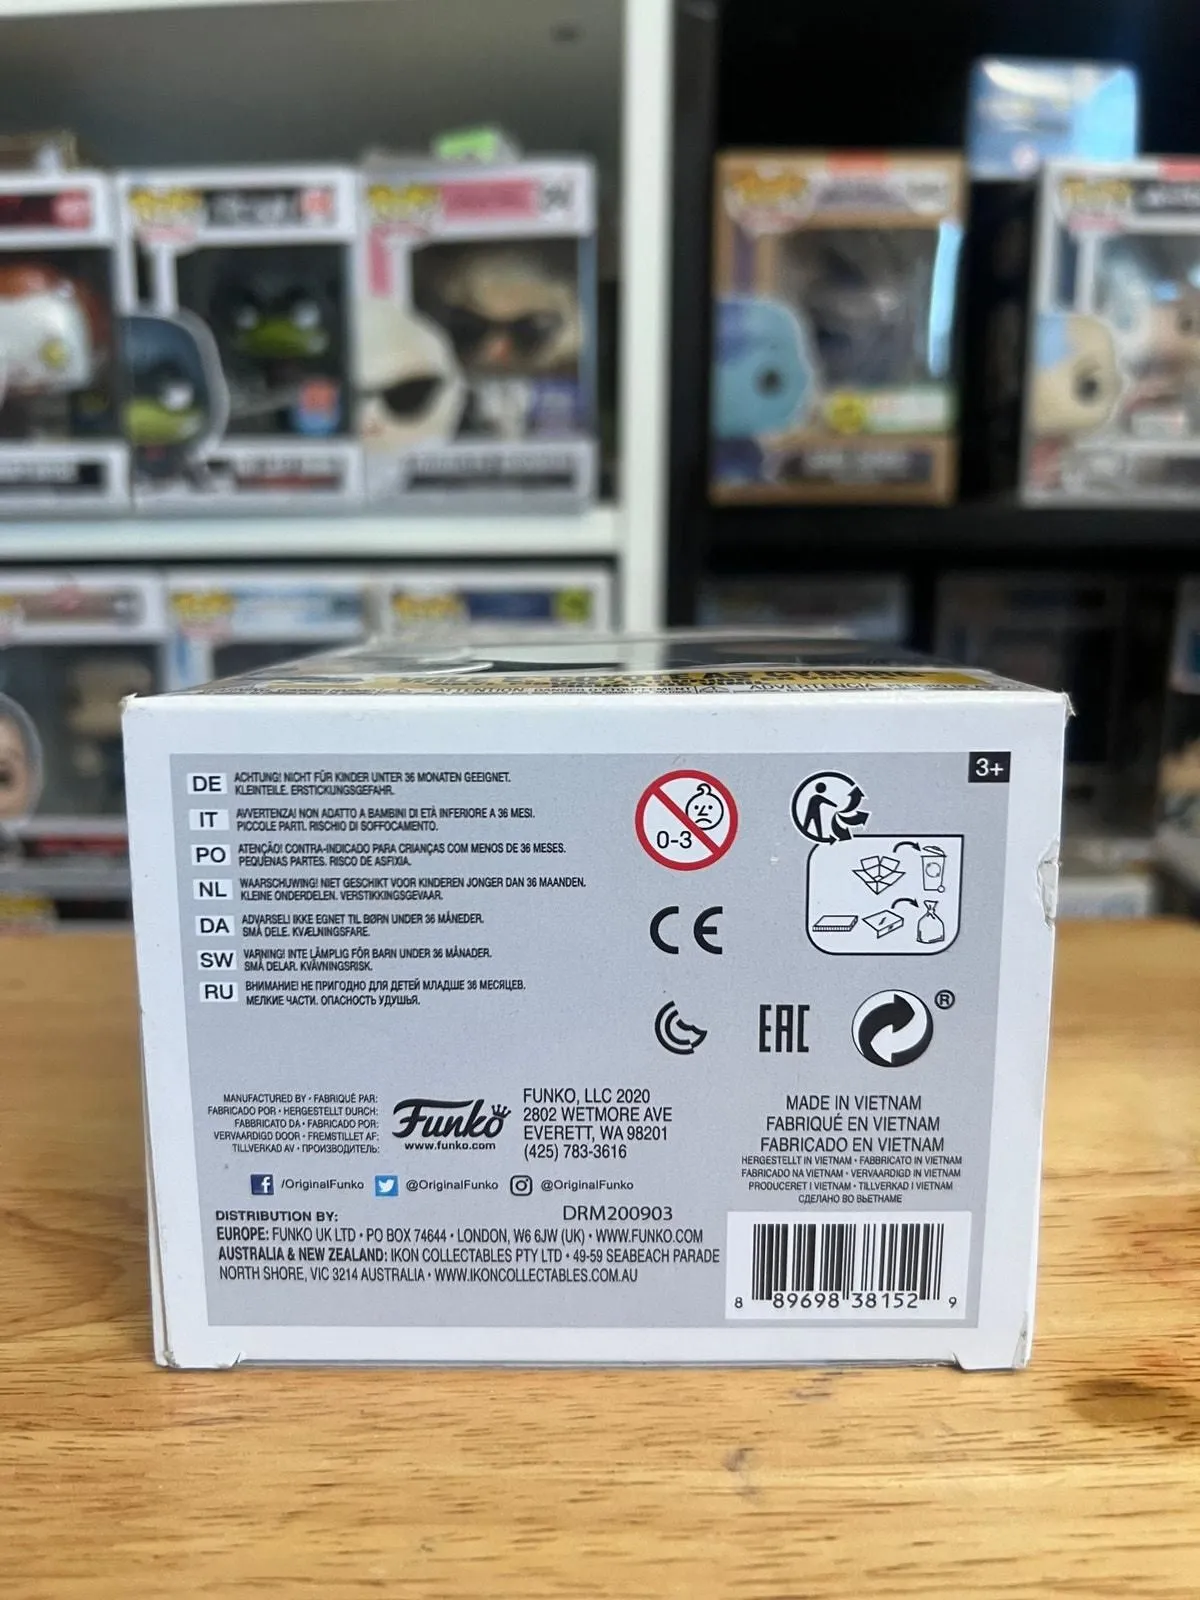 WILE E. COYOTE AS CYBORG
ATTENTION: DANGER D'ÉTOUFFEMENT
ADVERTENCIA
3+
DE ACHTUNG! NICHT FÜR KINDER UNTER 36 MONATEN GEEIGNET.
KLEINTEILE. ERSTICKUNGSGEFAHR.
IT AVVERTENZA! NON ADATTO A BAMBINI DI ETÀ INFERIORE A 36 MESI.
PICCOLE PARTI. RISCHIO DI SOFFOCAMENTO.
PO ATENÇÃO! CONTRA-INDICADO PARA CRIANÇAS COM MENOS DE 36 MESES.
PEQUENAS PARTES. RISCO DE ASFIXIA.
NL WAARSCHUWING! NIET GESCHIKT VOOR KINDEREN JONGER DAN 36 MAANDEN.
KLEINE ONDERDELEN. VERSTIKKINGSGEVAAR.
DA ADVARSEL! IKKE EGNET TIL BØRN UNDER 36 MÅNEDER.
SMÅ DELE. KVÆLNINGSFARE.
SW VARNING! INTE LÄMPLIG FÖR BARN UNDER 36 MÅNADER.
SMÅ DELAR. KVÄVNINGSRISK.
RU ВНИМАНИЕ! НЕ ПРИГОДНО ДЛЯ ДЕТЕЙ МЛАДШЕ 36 МЕСЯЦЕВ.
МЕЛКИЕ ЧАСТИ. ОПАСНОСТЬ УДУШЬЯ.
0-3
CE
EAC
®
MANUFACTURED BY • FABRIQUÉ PAR:
FABRICADO POR • HERGESTELLT DURCH:
FABBRICATO DA • FABRICADO POR:
VERVAARDIGD DOOR • FREMSTILLET AF:
TILLVERKAD AV • ПРОИЗВОДИТЕЛЬ:
Funko
www.funko.com
FUNKO, LLC 2020
2802 WETMORE AVE
EVERETT, WA 98201
(425) 783-3616
/OriginalFunko @OriginalFunko @OriginalFunko
DRM200903
DISTRIBUTION BY:
EUROPE: FUNKO UK LTD • PO BOX 74644 • LONDON, W6 6JW (UK) • WWW.FUNKO.COM
AUSTRALIA & NEW ZEALAND: IKON COLLECTABLES PTY LTD • 49-59 SEABEACH PARADE
NORTH SHORE, VIC 3214 AUSTRALIA • WWW.IKONCOLLECTABLES.COM.AU
MADE IN VIETNAM
FABRIQUÉ EN VIETNAM
FABRICADO EN VIETNAM
HERGESTELLT IN VIETNAM • FABBRICATO IN VIETNAM
FABRICADO NA VIETNAM • VERVAARDIGD IN VIETNAM
PRODUCERET I VIETNAM • TILLVERKAD I VIETNAM
СДЕЛАНО ВО ВЬЕТНАМЕ
8 89698 38152 9